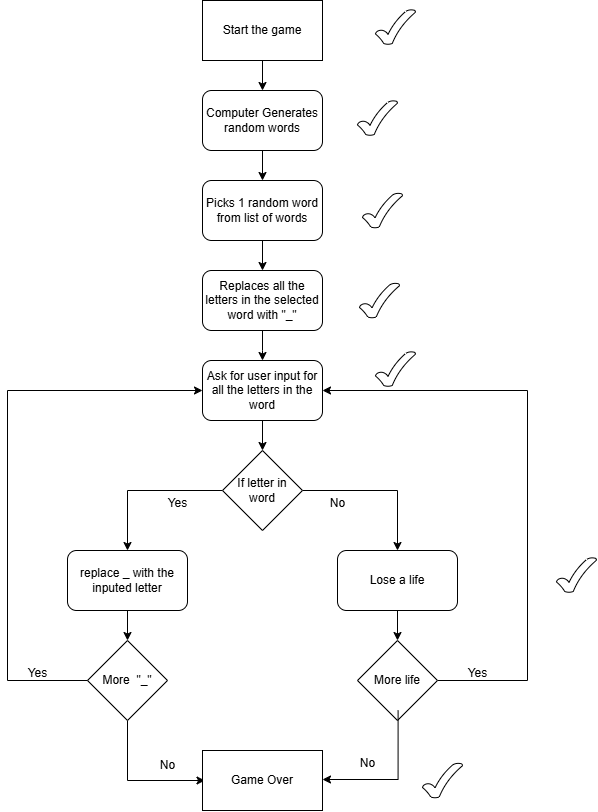 Start the game
Computer Generates
random words
Picks 1 random word
from list of words
Replaces all the
letters in the selected
word with "_"
Ask for user input for
all the letters in the
word
If letter in
word
Yes
No
replace _ with the
inputed letter
Lose a life
More "_"
More life
Yes
Yes
No
No
Game Over